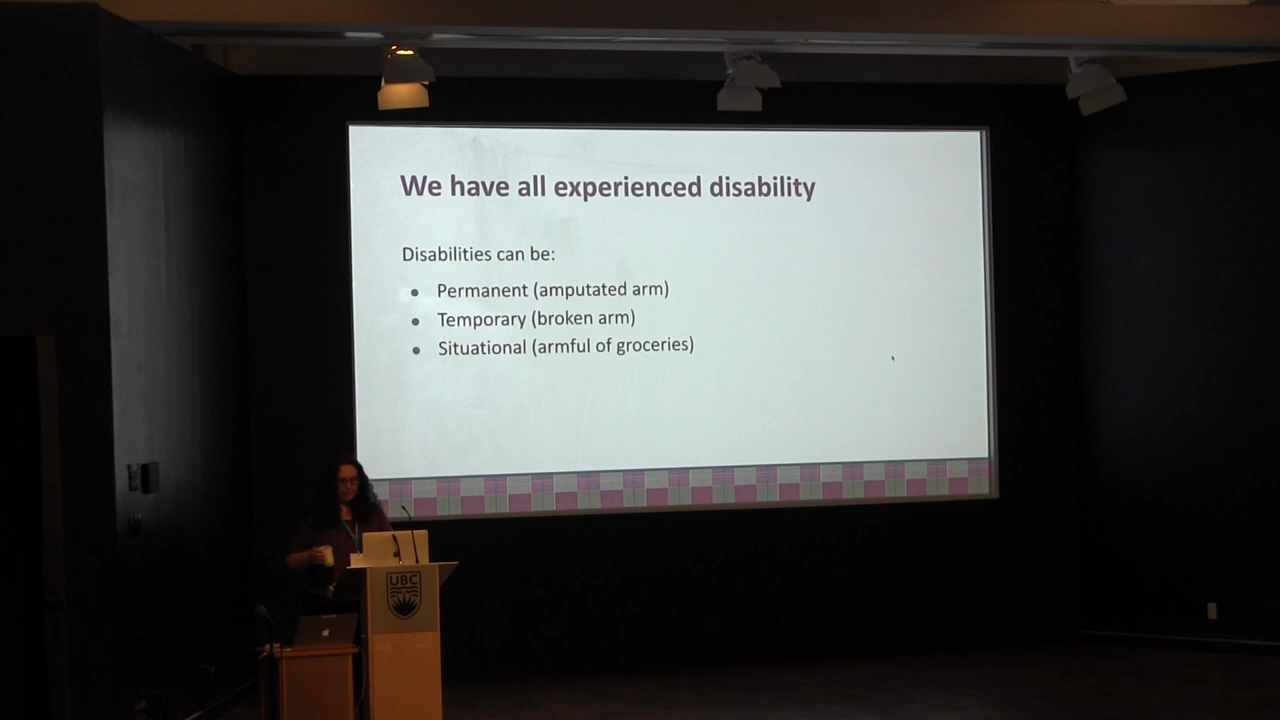 We have all experienced disability
Disabilities can be:
Permanent (amputated arm)
Temporary (broken arm)
Situational (armful of groceries)
UBC